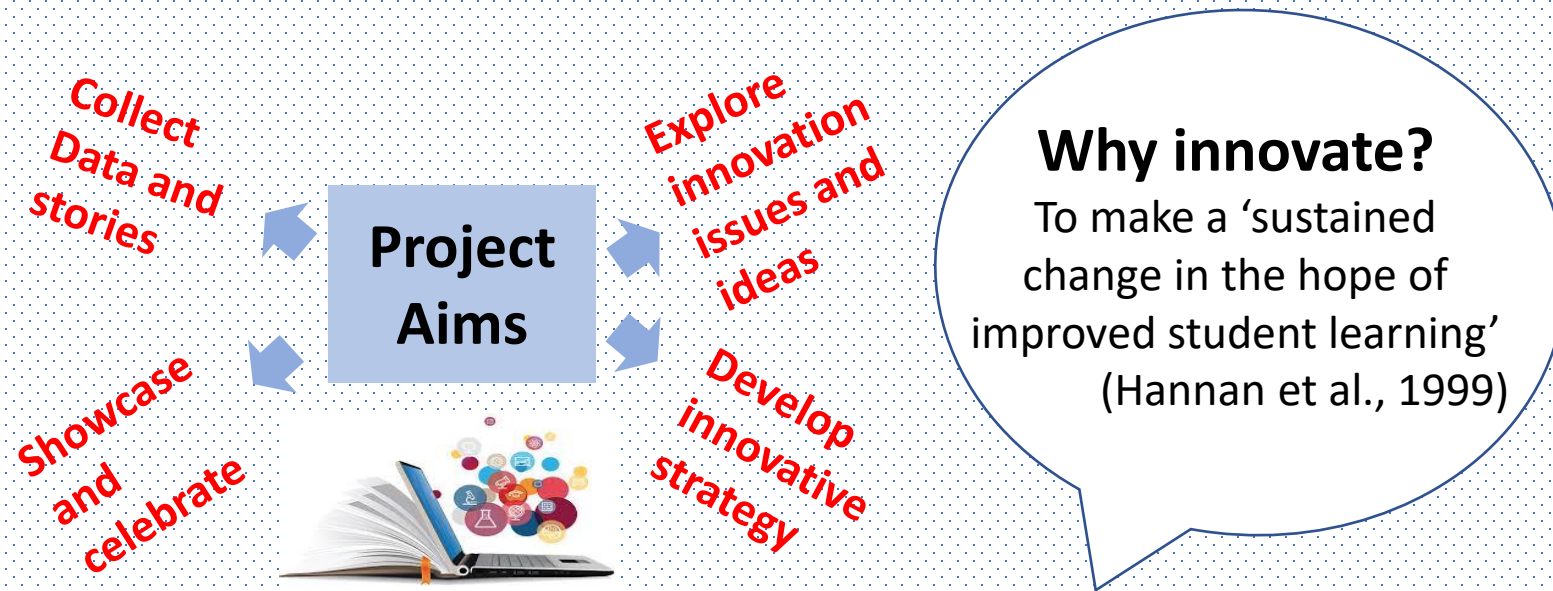 Collect
Data and
stories
Explore
innovation
issues and
ideas
Project
Aims
Showcase
and
celebrate
Develop
innovative
strategy
Why innovate?
To make a ‘sustained
change in the hope of
improved student learning’
(Hannan et al., 1999)